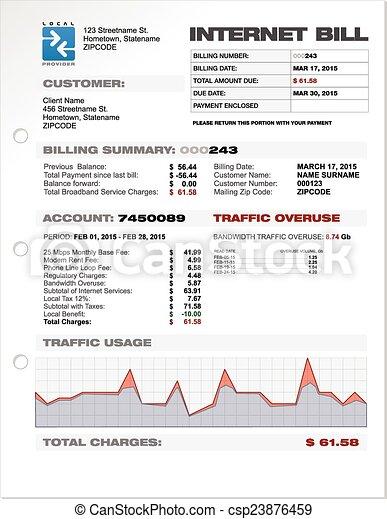 LOCAL
PROVIDER
123 Streetname St.
Hometown, Statename
ZIPCODE
INTERNET BILL
BILLING NUMBER: 000243
BILLING DATE: MAR 17, 2015
TOTAL AMOUNT DUE: $ 61.58
DUE DATE: MAR 30, 2015
PAYMENT ENCLOSED
PLEASE RETURN THIS PORTION WITH YOUR PAYMENT
CUSTOMER:
Client Name
456 Streetname St.
Hometown, Statename
ZIPCODE
BILLING SUMMARY: 000243
Previous Balance: $ 56.44
Total Payment since last bill: $ -56.44
Balance forward: $ 0.00
Total Broadband Service Charges: $ 61.58
Billing Date: MARCH 17, 2015
Customer Name: NAME SURNAME
Customer Number: 000123
Mailing Zip Code: ZIPCODE
ACCOUNT: 7450089
PERIOD: FEB 01, 2015 - FEB 28, 2015
25 Mbps Monthly Base Fee: $ 41.99
Modem Rent Fee: $ 4.99
Phone Line Loop Fee: $ 6.58
Regulatory Charges: $ 4.48
Bandwidth Overuse: $ 5.87
Subtotal of Internet Services: $ 63.91
Local Tax 12%: $ 7.67
Subtotal with Taxes: $ 71.58
Local Benefit: $ -10.00
Total Charges: $ 61.58
TRAFFIC OVERUSE
BANDWIDTH TRAFFIC OVERUSE: 8.74 Gb
READ DATE OVERUSE VOLUME, Gb
FEB-05-15 1.25
FEB-11-15
FEB-24-15 4.20
TRAFFIC USAGE
TOTAL CHARGES: $ 61.58
© CanStockPhoto
© Can Stock Photo - csp23876459